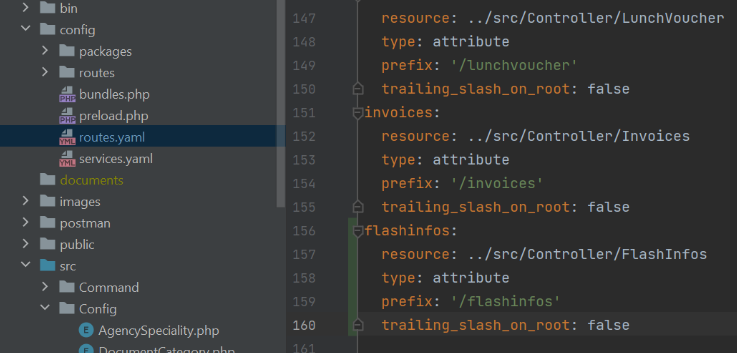 bin
config
packages
routes
bundles.php
preload.php
routes.yaml
services.yaml
documents
images
postman
public
src
Command
Config
AgencySpeciality.php
DocumentCategory.php
147 resource: ../src/Controller/LunchVoucher
148 type: attribute
149 prefix: '/lunchvoucher'
150 trailing_slash_on_root: false
151 invoices:
152 resource: ../src/Controller/Invoices
153 type: attribute
154 prefix: '/invoices'
155 trailing_slash_on_root: false
156 flashinfos:
157 resource: ../src/Controller/FlashInfos
158 type: attribute
159 prefix: '/flashinfos'
160 trailing_slash_on_root: false
161